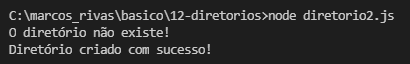 C:\marcos_rivas\basico\12-diretorios>node diretorio2.js
O diretório não existe!
Diretório criado com sucesso!